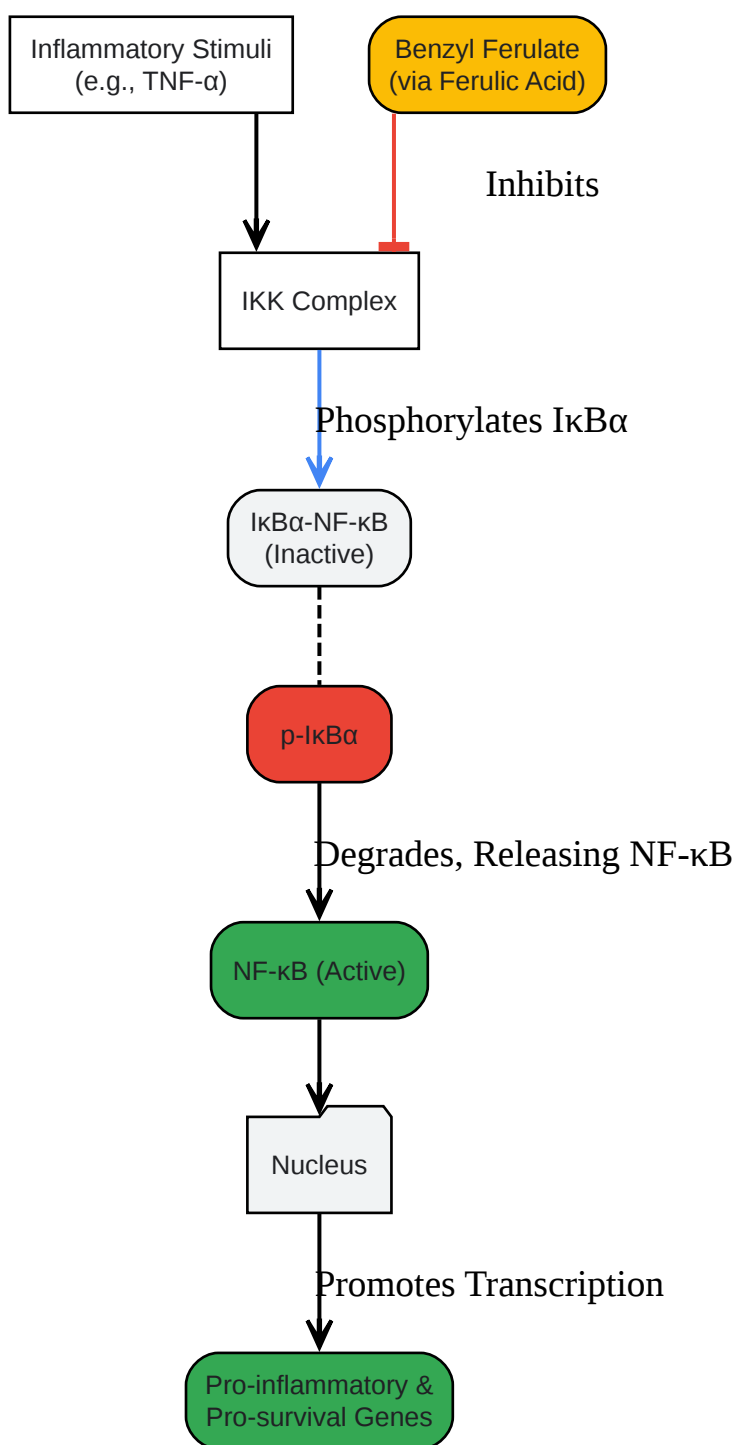 Inflammatory Stimuli
(e.g., TNF-α)
Benzyl Ferulate
(via Ferulic Acid)
Inhibits
IKK Complex
Phosphorylates IκBα
IκBα-NF-κB
(Inactive)
p-IκBα
Degrades, Releasing NF-κB
NF-κB (Active)
Nucleus
Promotes Transcription
Pro-inflammatory &
Pro-survival Genes